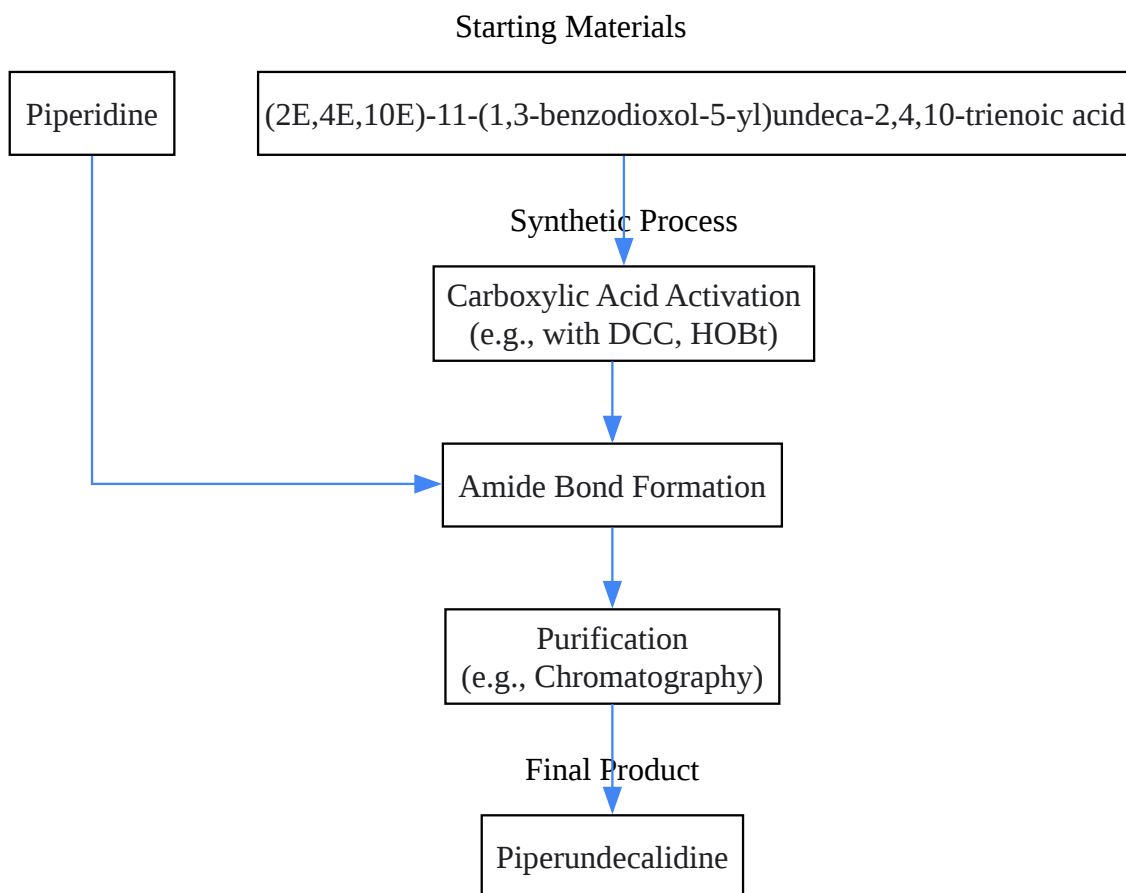 Starting Materials
Piperidine
(2E,4E,10E)-11-(1,3-benzodioxol-5-yl)undeca-2,4,10-trienoic acid
Synthetic Process
Carboxylic Acid Activation
(e.g., with DCC, HOBt)
Amide Bond Formation
Purification
(e.g., Chromatography)
Final Product
Piperundecalidine